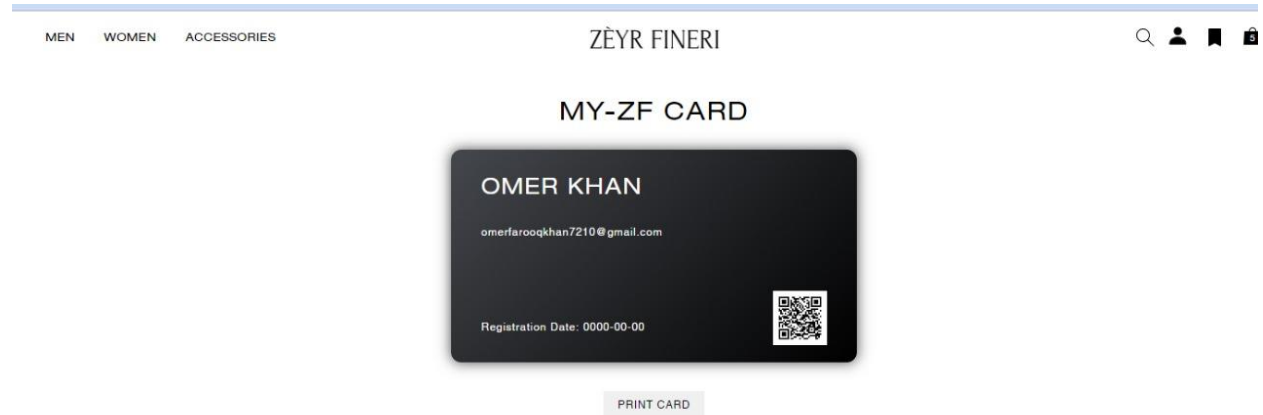 MEN WOMEN ACCESSORIES ZÈYR FINERI 5
MY-ZF CARD
OMER KHAN
omerfarooqkhan7210@gmail.com
Registration Date: 0000-00-00
PRINT CARD